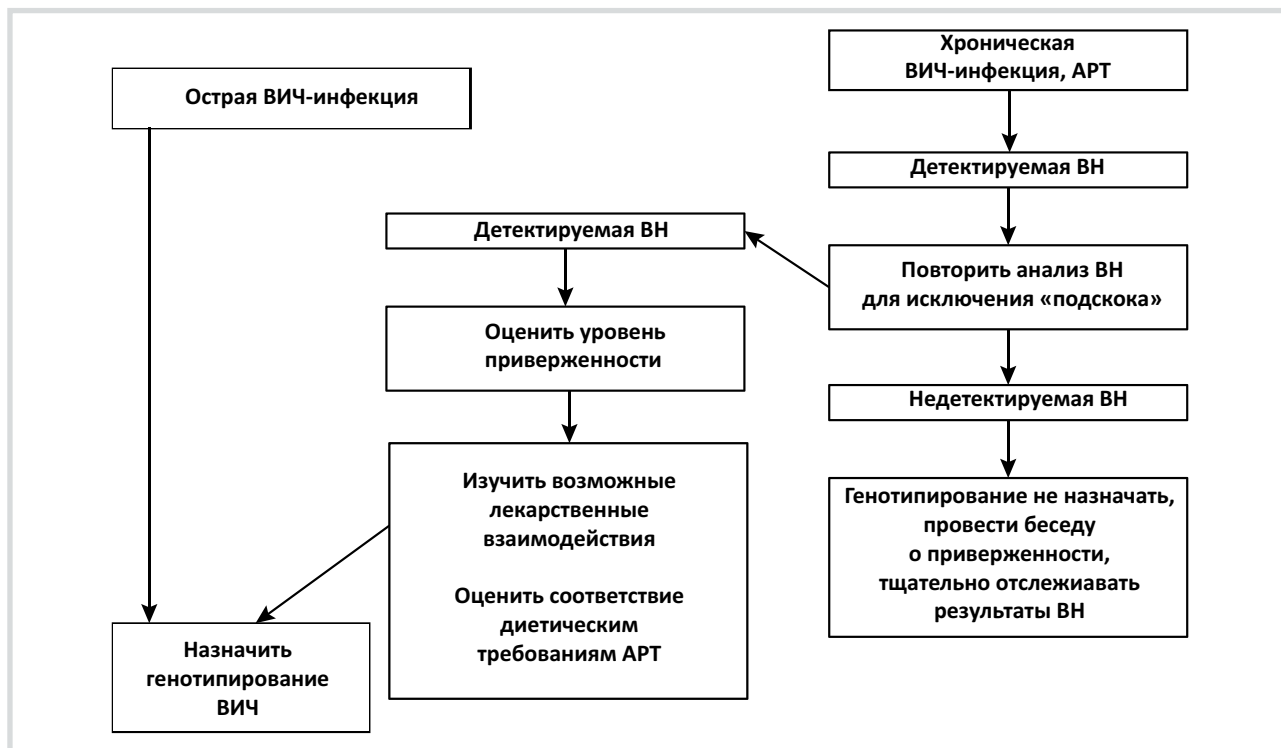 Хроническая
ВИЧ-инфекция, АРТ
Острая ВИЧ-инфекция
Детектируемая ВН
Детектируемая ВН
Повторить анализ ВН
для исключения «подскока»
Оценить уровень
приверженности
Недетектируемая ВН
Изучить возможные
лекарственные
взаимодействия
Оценить соответствие
диетическим
требованиям АРТ
Генотипирование не назначать,
провести беседу
о приверженности,
тщательно отслежиавать
результаты ВН
Назначить
генотипирование
ВИЧ